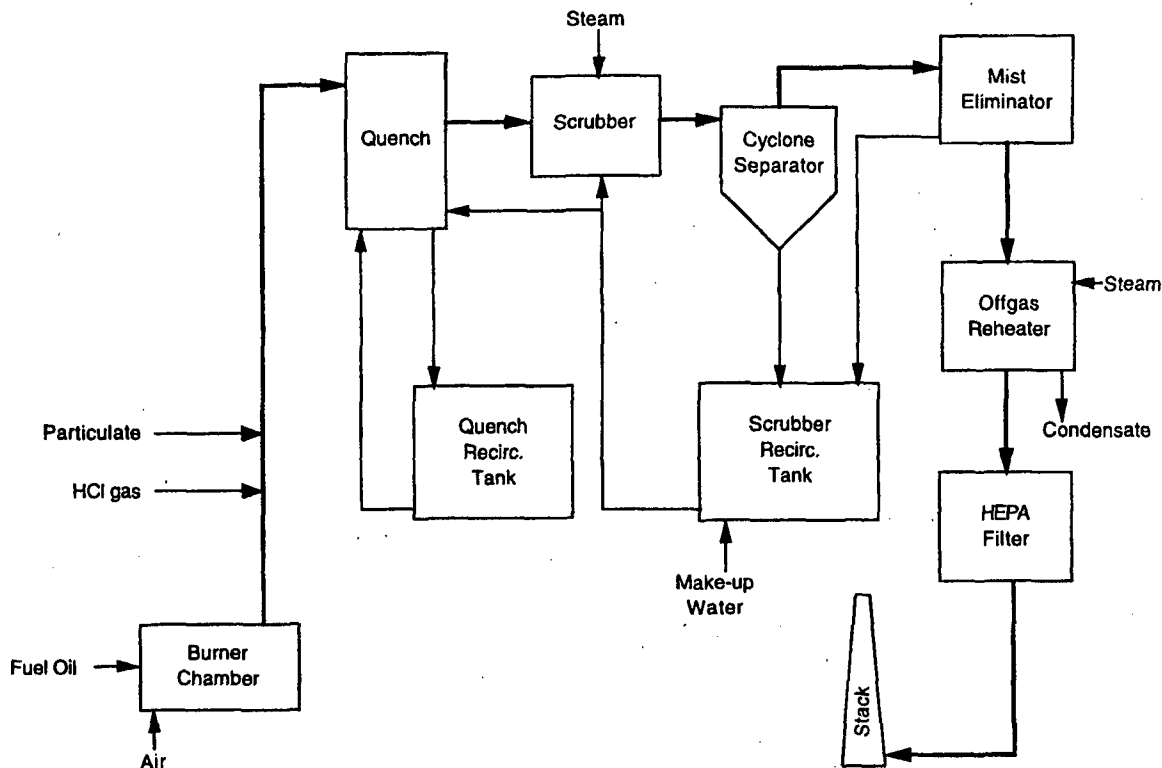 Steam
Quench
Scrubber
Cyclone
Separator
Mist
Eliminator
Offgas
Reheater
Steam
Condensate
Particulate
HCl gas
Quench
Recirc.
Tank
Scrubber
Recirc.
Tank
HEPA
Filter
Make-up
Water
Fuel Oil
Burner
Chamber
Air
Stack